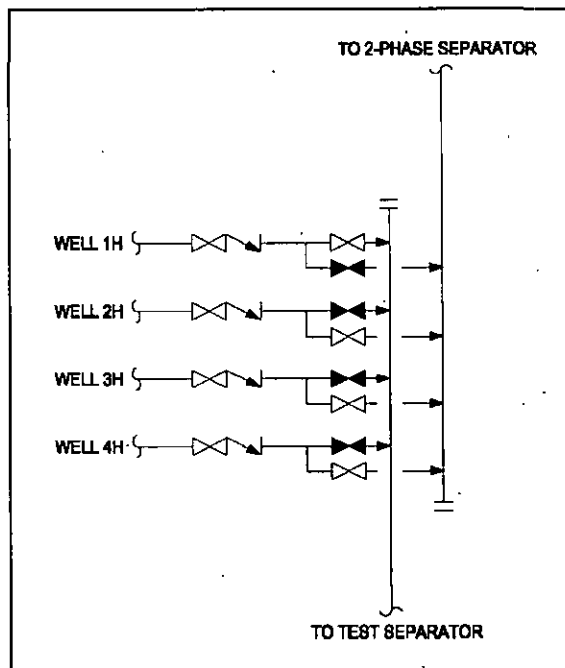 TO 2-PHASE SEPARATOR
WELL 1H
WELL 2H
WELL 3H
WELL 4H
TO TEST SEPARATOR